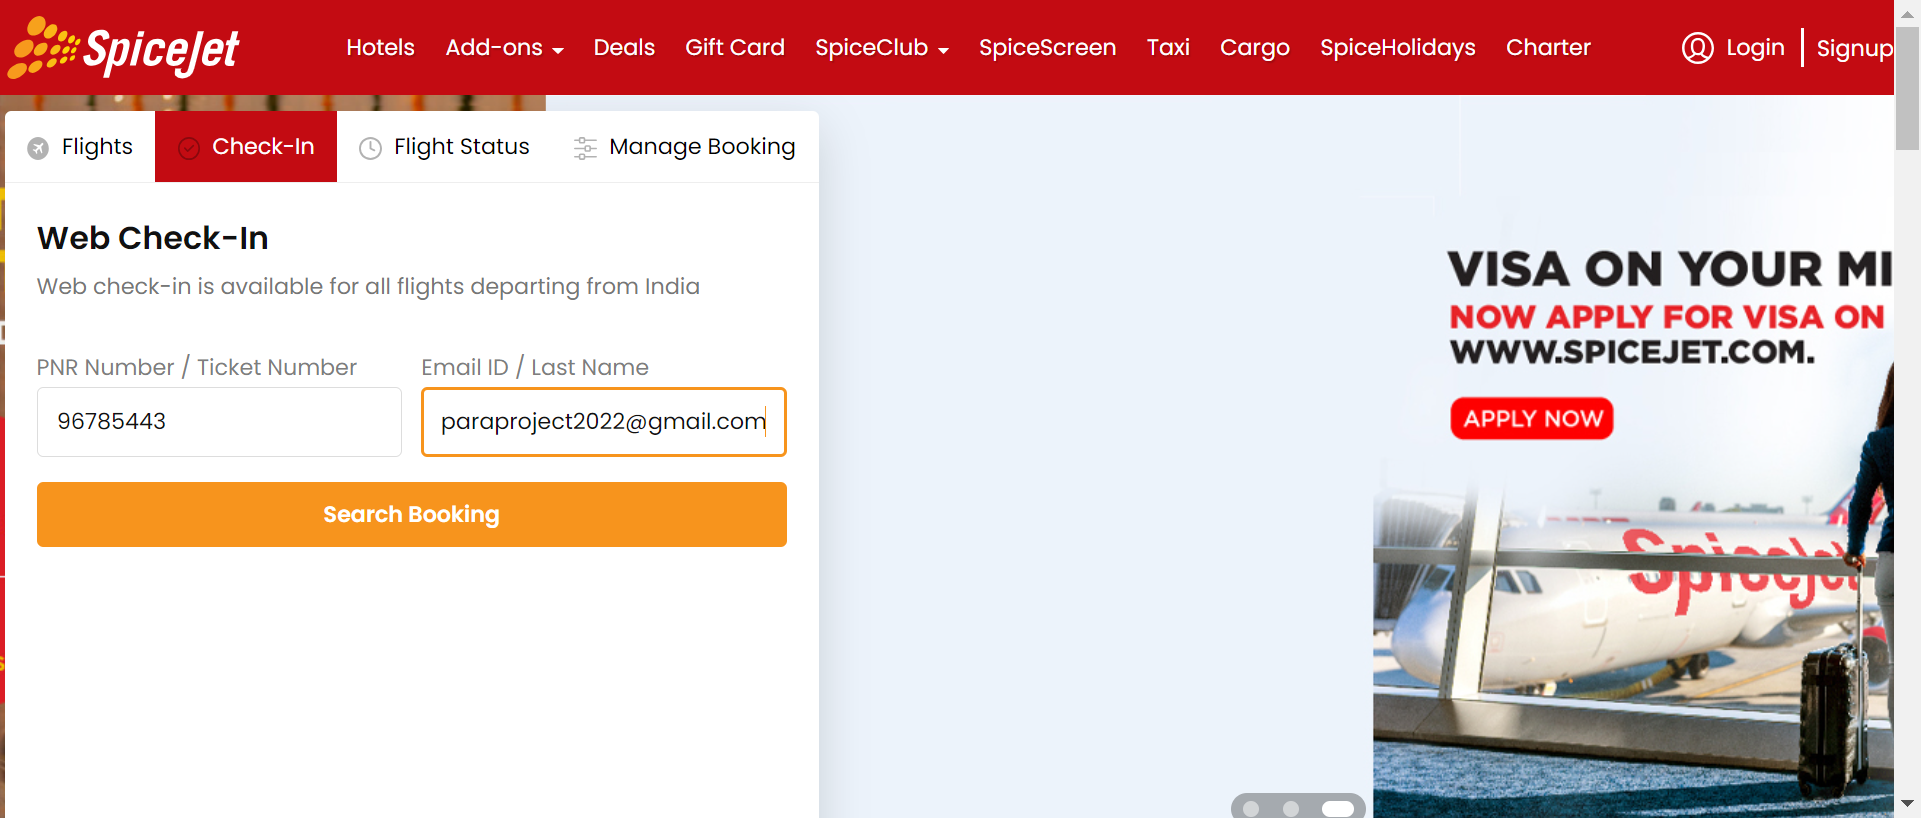 SpiceJet
Hotels Add-ons Deals Gift Card SpiceClub SpiceScreen Taxi Cargo SpiceHolidays Charter Login Signup
Flights Check-In Flight Status Manage Booking
Web Check-In
Web check-in is available for all flights departing from India
PNR Number / Ticket Number Email ID / Last Name
96785443 paraproject2022@gmail.com
Search Booking
VISA ON YOUR MI
NOW APPLY FOR VISA ON
WWW.SPICEJET.COM.
APPLY NOW
SpiceJet